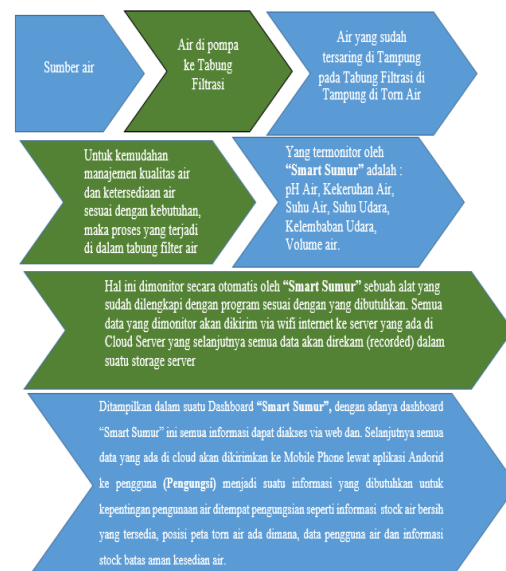 Sumber air
Air di pompa
ke Tabung
Filtrasi
Air yang sudah
tersaring di Tampung
pada Tabung Filtrasi di
Tampung di Torn Air
Untuk kemudahan
manajemen kualitas air
dan ketersediaan air
sesuai dengan kebutuhan,
maka proses yang terjadi
di dalam tabung filter air
Yang termonitor oleh
“Smart Sumur” adalah :
pH Air, Kekeruhan Air,
Suhu Air, Suhu Udara,
Kelembaban Udara,
Volume air.
Hal ini dimonitor secara otomatis oleh “Smart Sumur” sebuah alat yang
sudah dilengkapi dengan program sesuai dengan yang dibutuhkan. Semua
data yang dimonitor akan dikirim via wifi internet ke server yang ada di
Cloud Server yang selanjutnya semua data akan direkam (recorded) dalam
suatu storage server
Ditampilkan dalam suatu Dashboard “Smart Sumur”, dengan adanya dashboard
“Smart Sumur” ini semua informasi dapat diakses via web dan. Selanjutnya semua
data yang ada di cloud akan dikirimkan ke Mobile Phone lewat aplikasi Andorid
ke pengguna (Pengungsi) menjadi suatu informasi yang dibutuhkan untuk
kepentingan pengunaan air ditempat pengungsian seperti informasi stock air bersih
yang tersedia, posisi peta torn air ada dimana, data pengguna air dan informasi
stock batas aman kesedian air.